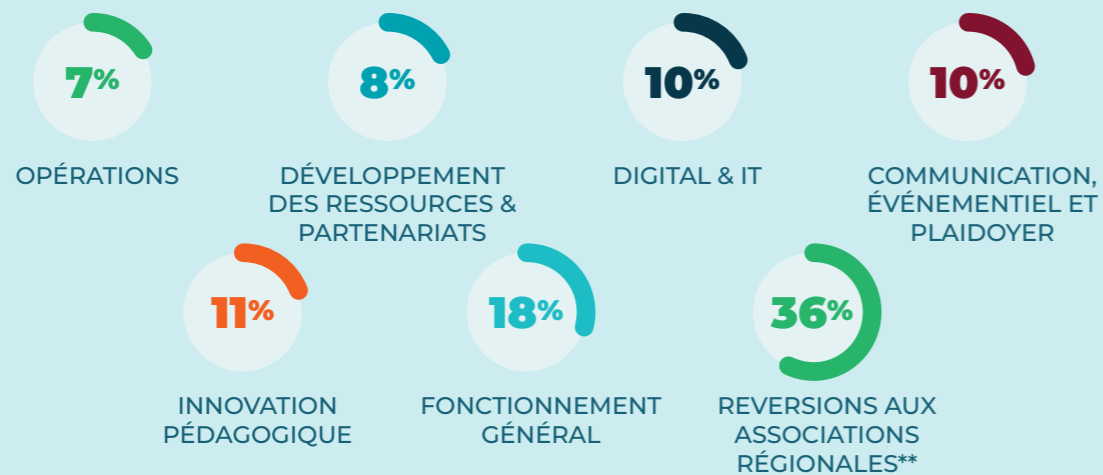 7%
OPÉRATIONS
8%
DÉVELOPPEMENT
DES RESSOURCES &
PARTENARIATS
10%
DIGITAL & IT
10%
COMMUNICATION,
ÉVÉNEMENTIEL ET
PLAIDOYER
11%
INNOVATION
PÉDAGOGIQUE
18%
FONCTIONNEMENT
GÉNÉRAL
36%
REVERSIONS AUX
ASSOCIATIONS
RÉGIONALES**